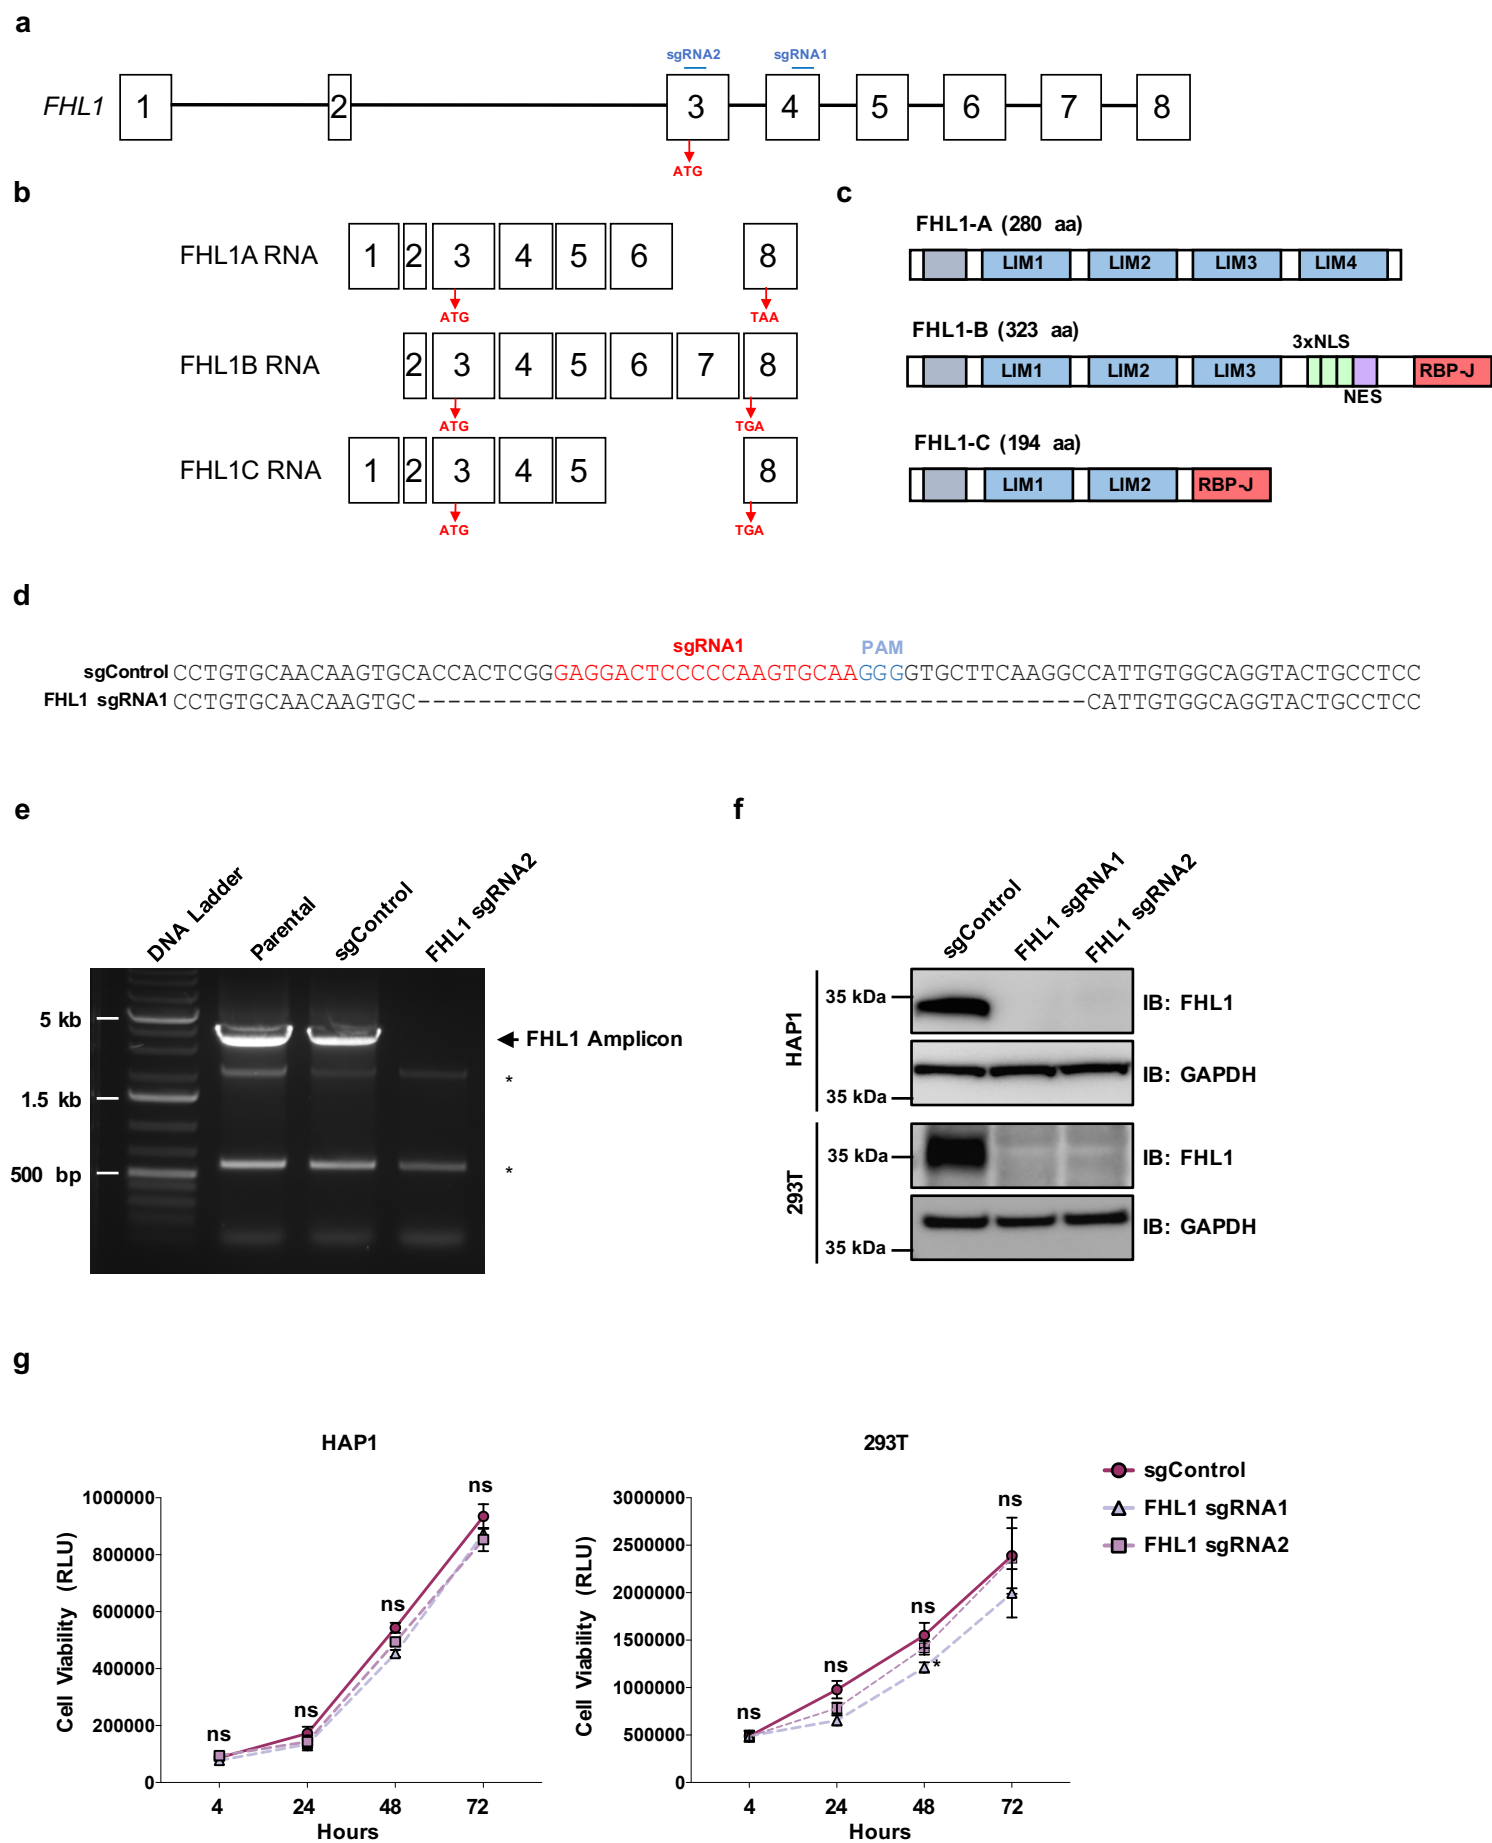 a
sgRNA2 sgRNA1
FHL1 1 2 3 4 5 6 7 8
ATG
b
FHL1A RNA 1 2 3 4 5 6 8
ATG TAA
FHL1B RNA 2 3 4 5 6 7 8
ATG TGA
FHL1C RNA 1 2 3 4 5 8
ATG TGA
c
FHL1-A (280 aa)
LIM1 LIM2 LIM3 LIM4
FHL1-B (323 aa)
3xNLS
LIM1 LIM2 LIM3 RBP-J
NES
FHL1-C (194 aa)
LIM1 LIM2 RBP-J
d
sgRNA1 PAM
sgControl CCTGTGCAACAAGTGCACCACTCGGGAGGACTCCCCCAAGTGCAAGGGGTGCTTCAAGGCCATTGTGGCAGGTACTGCCTCC
FHL1 sgRNA1 CCTGTGCAACAAGTGC--------------------------------------------CATTGTGGCAGGTACTGCCTCC
e
DNA Ladder
Parental
sgControl
FHL1 sgRNA2
5 kb
FHL1 Amplicon
*
1.5 kb
*
500 bp
f
sgControl
FHL1 sgRNA1
FHL1 sgRNA2
HAP1
35 kDa
IB: FHL1
IB: GAPDH
35 kDa
293T
35 kDa
IB: FHL1
IB: GAPDH
35 kDa
g
HAP1
Cell Viability (RLU)
1000000
800000
600000
400000
200000
0
ns
ns
ns
ns
4 24 48 72
Hours
293T
Cell Viability (RLU)
3000000
2500000
2000000
1500000
1000000
500000
0
ns
ns
ns
*
ns
4 24 48 72
Hours
sgControl
FHL1 sgRNA1
FHL1 sgRNA2